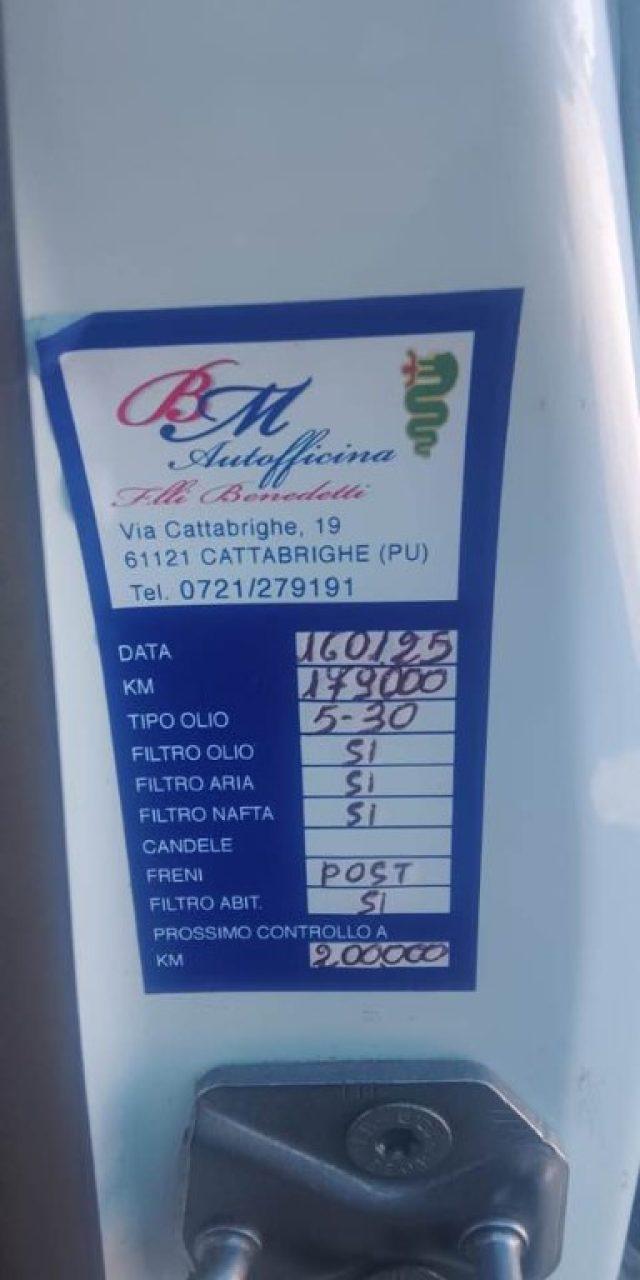 BM
Autofficina
F.lli Benedetti
Via Cattabrighe, 19
61121 CATTABRIGHE (PU)
Tel. 0721/279191
DATA 160125
KM 179000
TIPO OLIO 5-30
FILTRO OLIO SI
FILTRO ARIA SI
FILTRO NAFTA SI
CANDELE
FRENI POST
FILTRO ABIT. SI
PROSSIMO CONTROLLO A
KM 200000